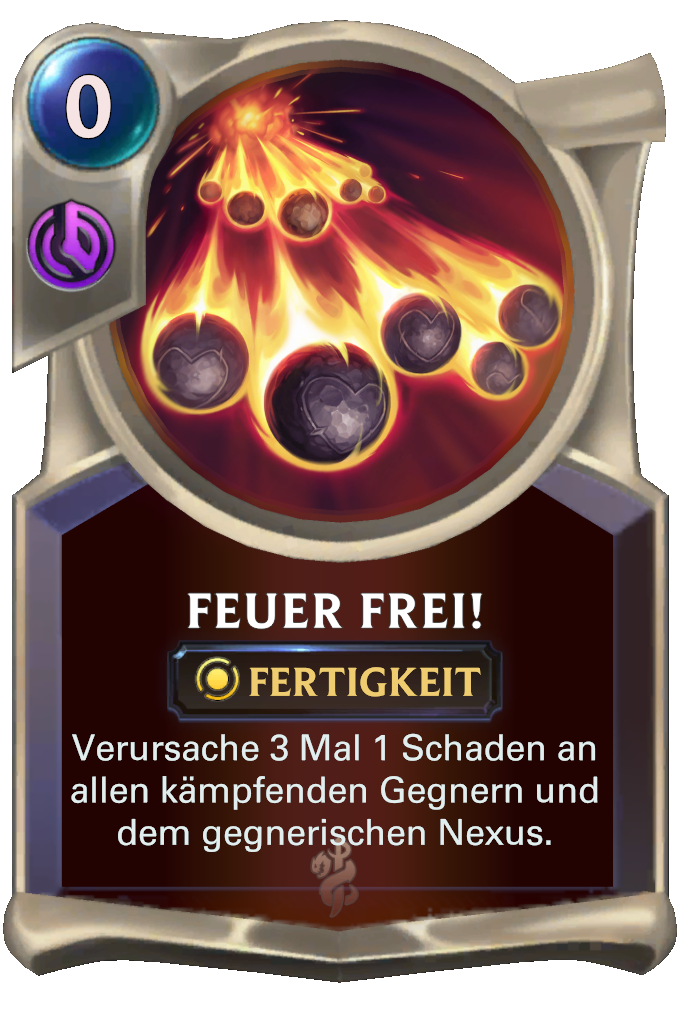 0
FEUER FREI!
FERTIGKEIT
Verursache 3 Mal 1 Schaden an
allen kämpfenden Gegnern und
dem gegnerischen Nexus.